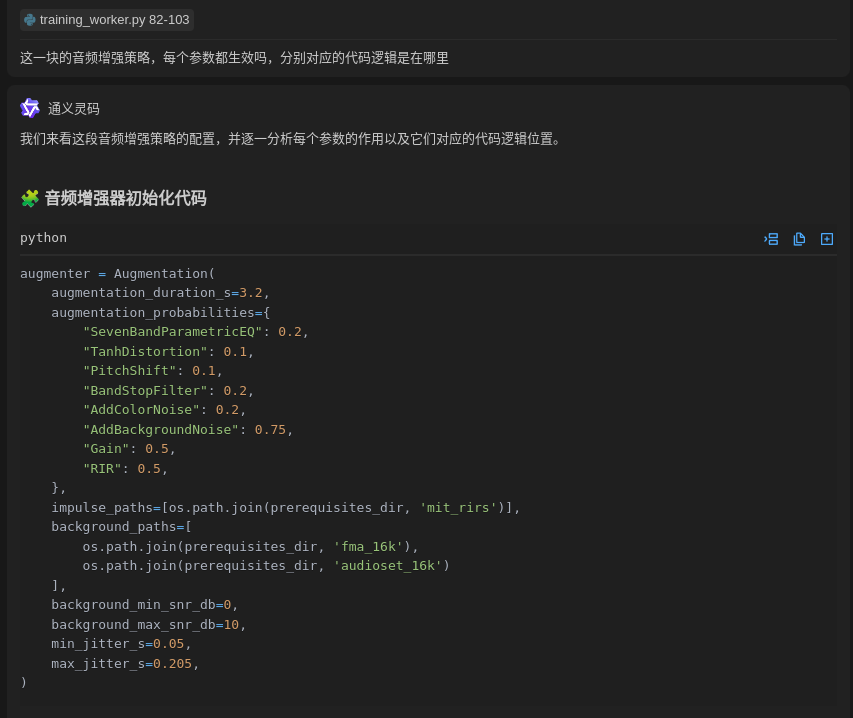 training_worker.py 82-103
这一块的音频增强策略，每个参数都生效吗，分别对应的代码逻辑是在哪里
通义灵码
我们来看这段音频增强策略的配置，并逐一分析每个参数的作用以及它们对应的代码逻辑位置。
🧩 音频增强器初始化代码
python
augmenter = Augmentation(
    augmentation_duration_s=3.2,
    augmentation_probabilities={
        "SevenBandParametricEQ": 0.2,
        "TanhDistortion": 0.1,
        "PitchShift": 0.1,
        "BandStopFilter": 0.2,
        "AddColorNoise": 0.2,
        "AddBackgroundNoise": 0.75,
        "Gain": 0.5,
        "RIR": 0.5,
    },
    impulse_paths=[os.path.join(prerequisites_dir, 'mit_rirs')],
    background_paths=[
        os.path.join(prerequisites_dir, 'fma_16k'),
        os.path.join(prerequisites_dir, 'audioset_16k')
    ],
    background_min_snr_db=0,
    background_max_snr_db=10,
    min_jitter_s=0.05,
    max_jitter_s=0.205,
)